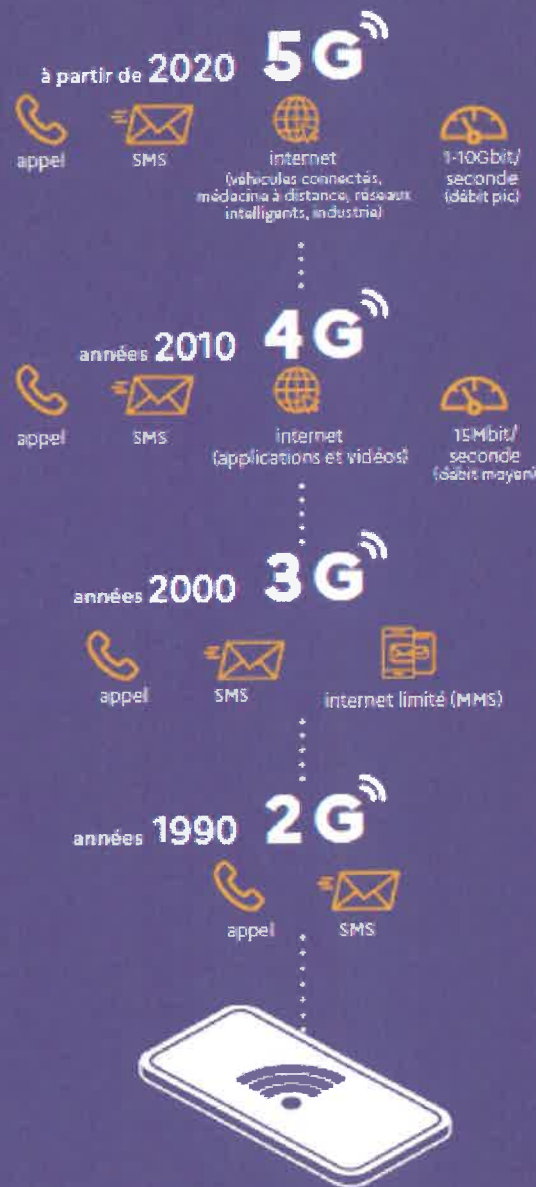 à partir de 2020 5G
appel
SMS
internet
(véhicules connectés,
médecine à distance, réseaux
intelligents, industrie)
1-10Gbit/
seconde
(débit pic)
années 2010 4G
appel
SMS
internet
(applications et vidéos)
15Mbit/
seconde
(débit moyen)
années 2000 3G
appel
SMS
internet limité (MMS)
années 1990 2G
appel
SMS